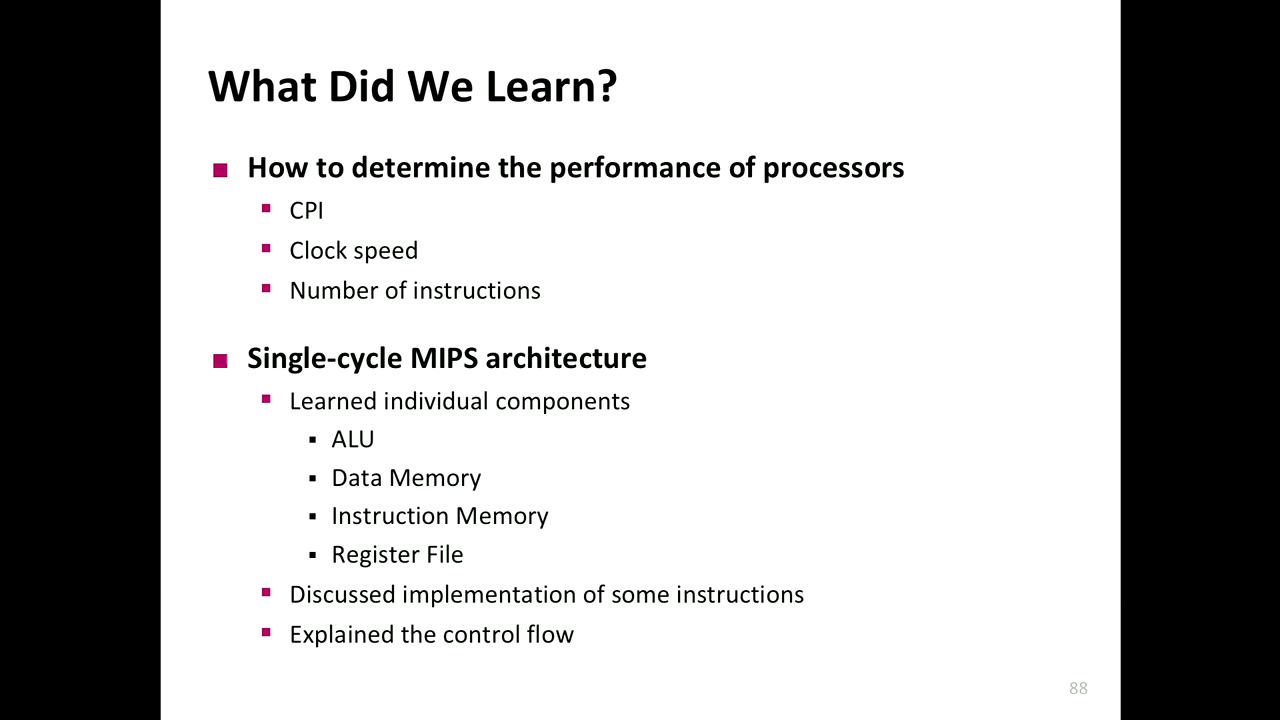 What Did We Learn?
How to determine the performance of processors
CPI
Clock speed
Number of instructions
Single-cycle MIPS architecture
Learned individual components
ALU
Data Memory
Instruction Memory
Register File
Discussed implementation of some instructions
Explained the control flow
88